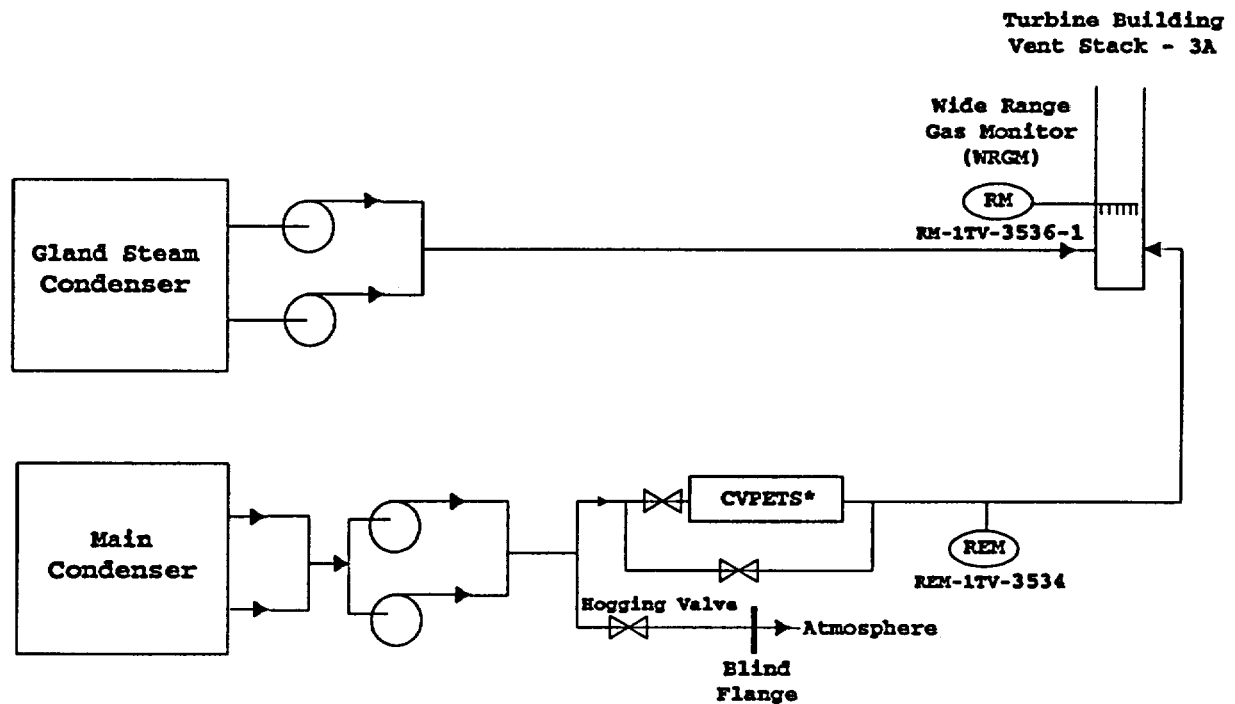 Turbine Building
Vent Stack - 3A
Wide Range
Gas Monitor
(WRGM)
RM
RM-1TV-3536-1
Gland Steam
Condenser
Main
Condenser
CVPETS*
REM
REM-1TV-3534
Hogging Valve
Atmosphere
Blind
Flange